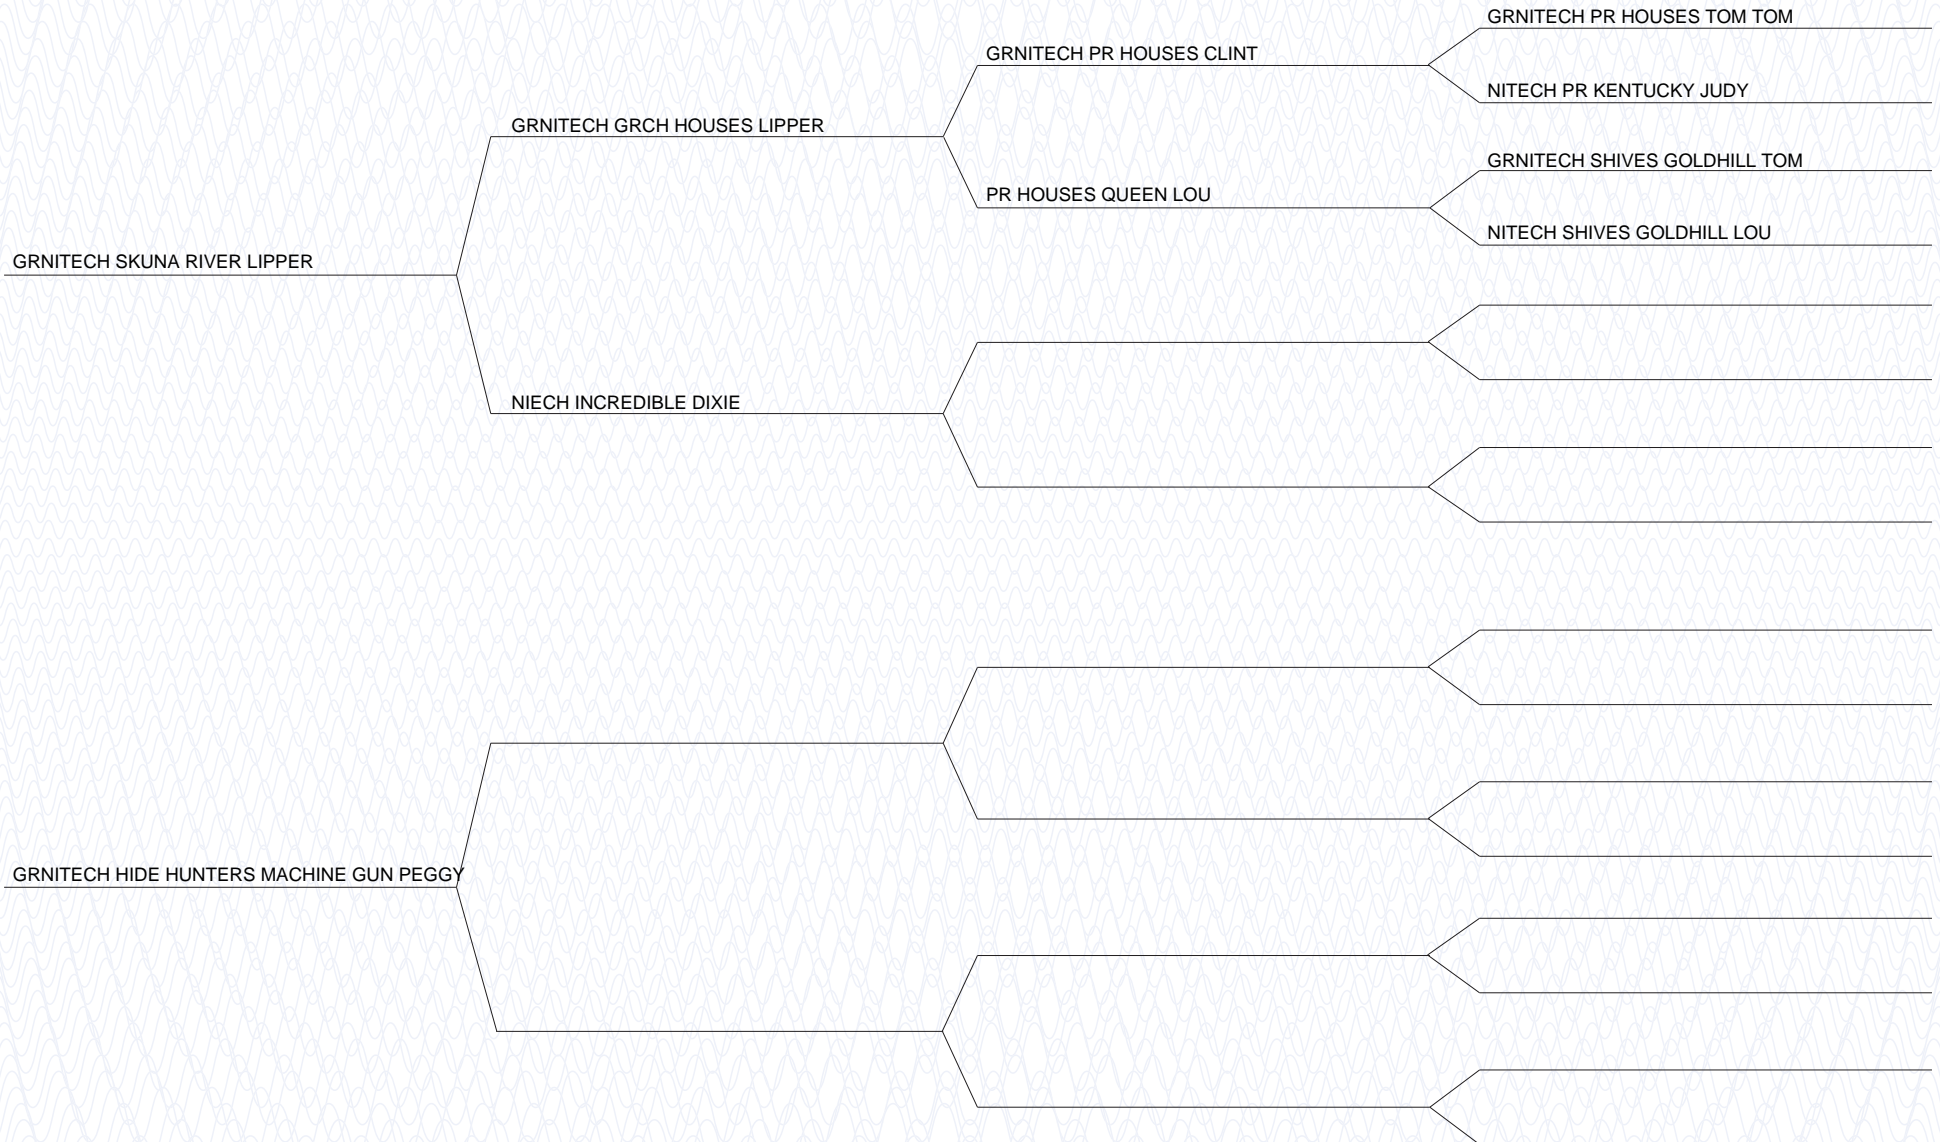 GRNITECH PR HOUSES TOM TOM
GRNITECH PR HOUSES CLINT
NITECH PR KENTUCKY JUDY
GRNITECH GRCH HOUSES LIPPER
GRNITECH SHIVES GOLDHILL TOM
PR HOUSES QUEEN LOU
NITECH SHIVES GOLDHILL LOU
GRNITECH SKUNA RIVER LIPPER
NIECH INCREDIBLE DIXIE
GRNITECH HIDE HUNTERS MACHINE GUN PEGGY